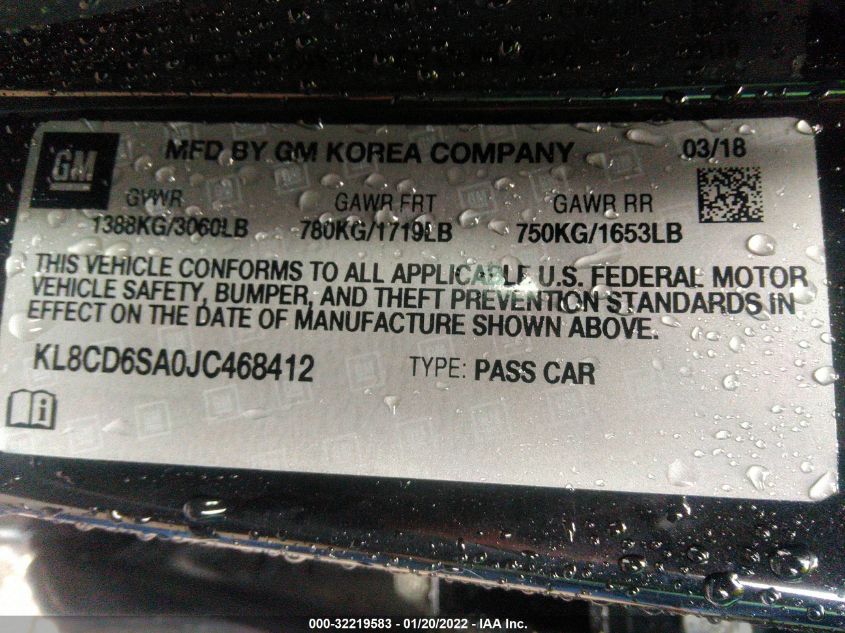 GM
MFD BY GM KOREA COMPANY 03/18
GVWR GAWR FRT GAWR RR
1388KG/3060LB 780KG/1719LB 750KG/1653LB
THIS VEHICLE CONFORMS TO ALL APPLICABLE U.S. FEDERAL MOTOR
VEHICLE SAFETY, BUMPER, AND THEFT PREVENTION STANDARDS IN
EFFECT ON THE DATE OF MANUFACTURE SHOWN ABOVE.
KL8CD6SA0JC468412 TYPE: PASS CAR
000-32219583 - 01/20/2022 - IAA Inc.